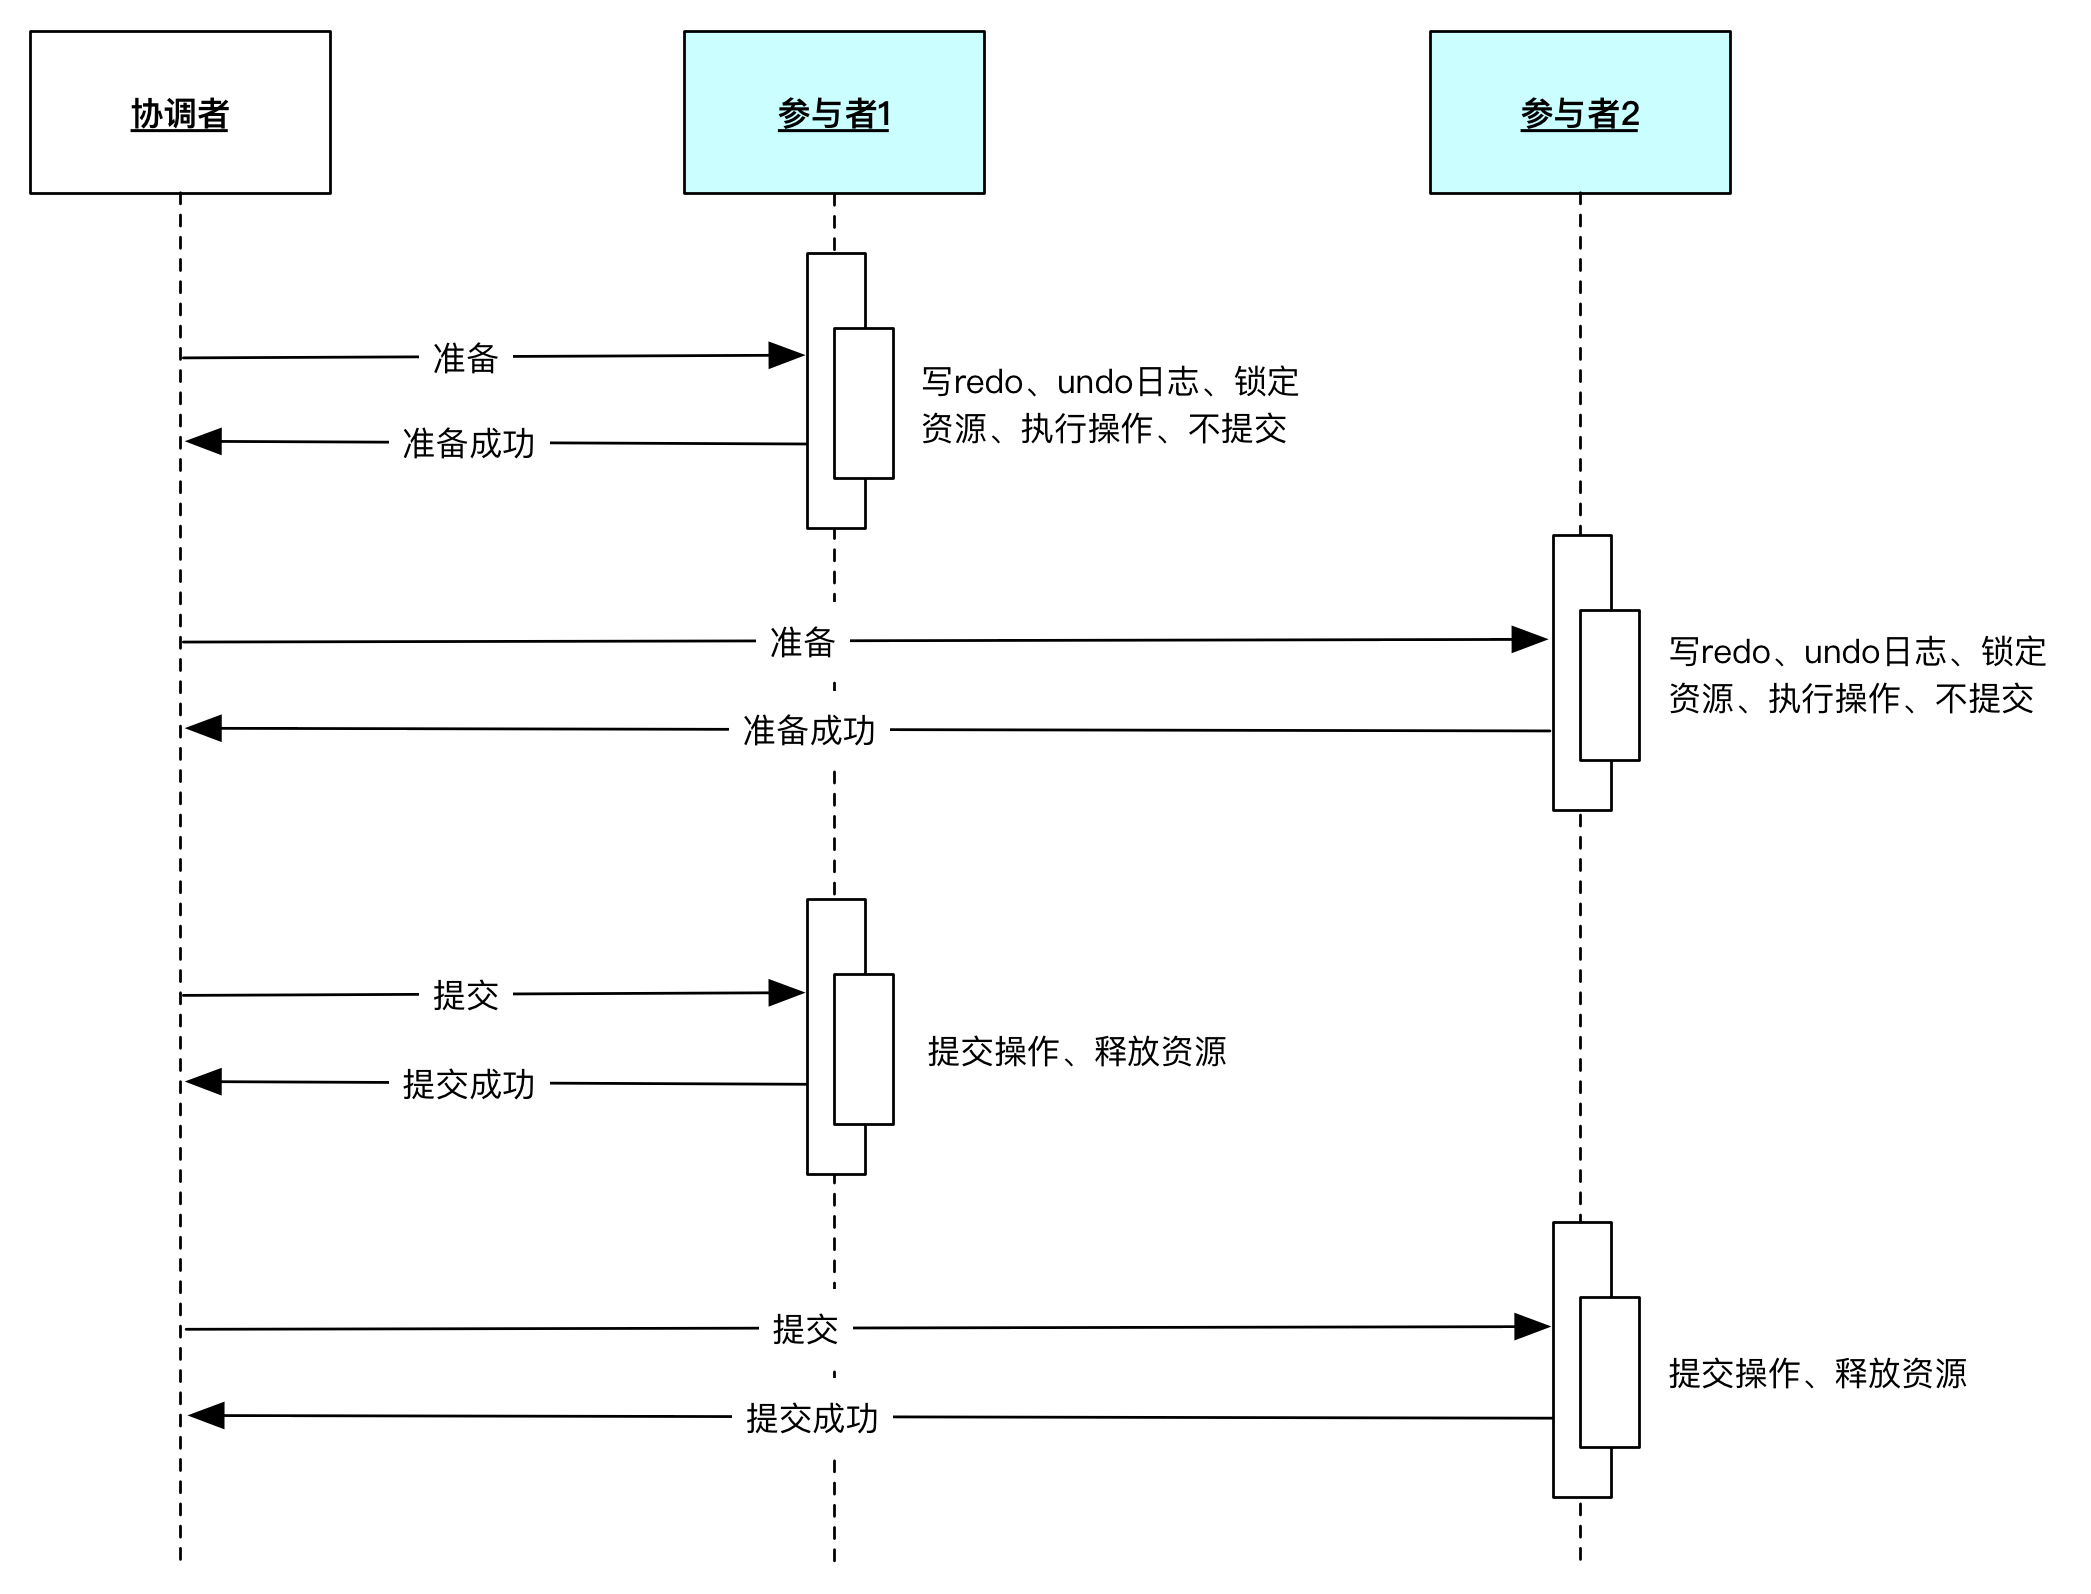 协调者
参与者1
参与者2
准备
写redo、undo日志、锁定
资源、执行操作、不提交
准备成功
准备
写redo、undo日志、锁定
资源、执行操作、不提交
准备成功
提交
提交操作、释放资源
提交成功
提交
提交操作、释放资源
提交成功